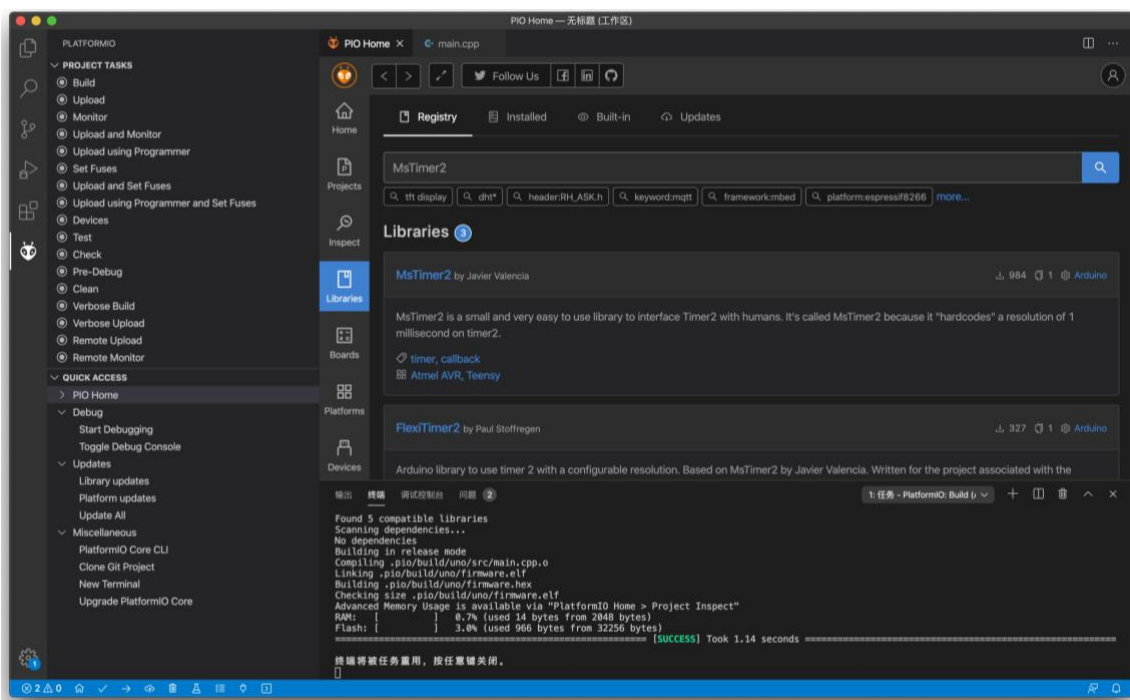 PIO Home — 无标题 (工作区)
PLATFORMIO
PROJECT TASKS
Build
Upload
Monitor
Upload and Monitor
Upload using Programmer
Set Fuses
Upload and Set Fuses
Upload using Programmer and Set Fuses
Devices
Test
Check
Pre-Debug
Clean
Verbose Build
Verbose Upload
Remote Upload
Remote Monitor
QUICK ACCESS
PIO Home
Debug
Start Debugging
Toggle Debug Console
Updates
Library updates
Platform updates
Update All
Miscellaneous
PlatformIO Core CLI
Clone Git Project
New Terminal
Upgrade PlatformIO Core
PIO Home main.cpp
Follow Us
Home
Projects
Inspect
Libraries
Boards
Platforms
Devices
Registry Installed Built-in Updates
MsTimer2
tft display dht* header:RH_ASK.h keyword:mqtt framework:mbed platform:espressif8266 more...
Libraries 3
MsTimer2 by Javier Valencia 984 1 Arduino
MsTimer2 is a small and very easy to use library to interface Timer2 with humans. It's called MsTimer2 because it "hardcodes" a resolution of 1
millisecond on timer2.
timer, callback
Atmel AVR, Teensy
FlexiTimer2 by Paul Stoffregen 327 1 Arduino
Arduino library to use timer 2 with a configurable resolution. Based on MsTimer2 by Javier Valencia. Written for the project associated with the
输出 终端 调试控制台 问题 2 1: 任务 - PlatformIO: Build (
Found 5 compatible libraries
Scanning dependencies...
No dependencies
Building in release mode
Compiling .pio/build/uno/src/main.cpp.o
Linking .pio/build/uno/firmware.elf
Building .pio/build/uno/firmware.hex
Checking size .pio/build/uno/firmware.elf
Advanced Memory Usage is available via "PlatformIO Home > Project Inspect"
RAM: [ ] 0.7% (used 14 bytes from 2048 bytes)
Flash: [ ] 3.0% (used 966 bytes from 32256 bytes)
[SUCCESS] Took 1.14 seconds
终端将被任务重用，按任意键关闭。
1
2 0